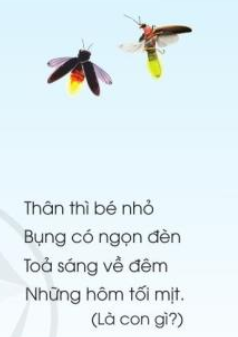 Thân thì bé nhỏ
Bụng có ngọn đèn
Toả sáng về đêm
Những hôm tối mịt.
(Là con gì?)